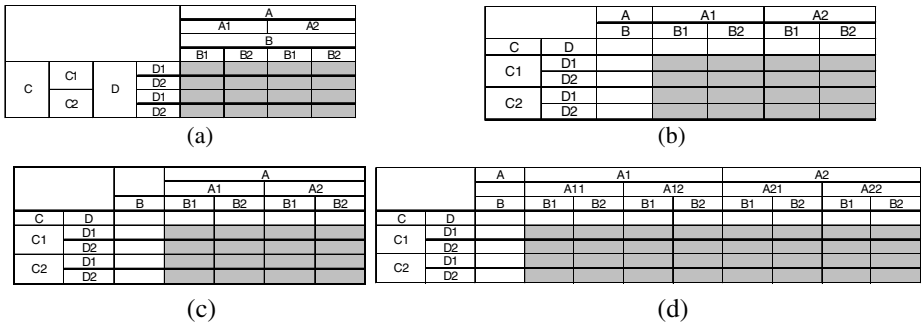 A
A1 A2
B
B1 B2 B1 B2
C C1 D D1
D2
C2 D1
D2
(a)
A A1 A2
B B1 B2 B1 B2
C D
C1 D1
D2
C2 D1
D2
(b)
A
A1 A2
B B1 B2 B1 B2
C D
C1 D1
D2
C2 D1
D2
(c)
A A1 A2
A11 A12 A21 A22
B B1 B2 B1 B2 B1 B2 B1 B2
C D
C1 D1
D2
C2 D1
D2
(d)